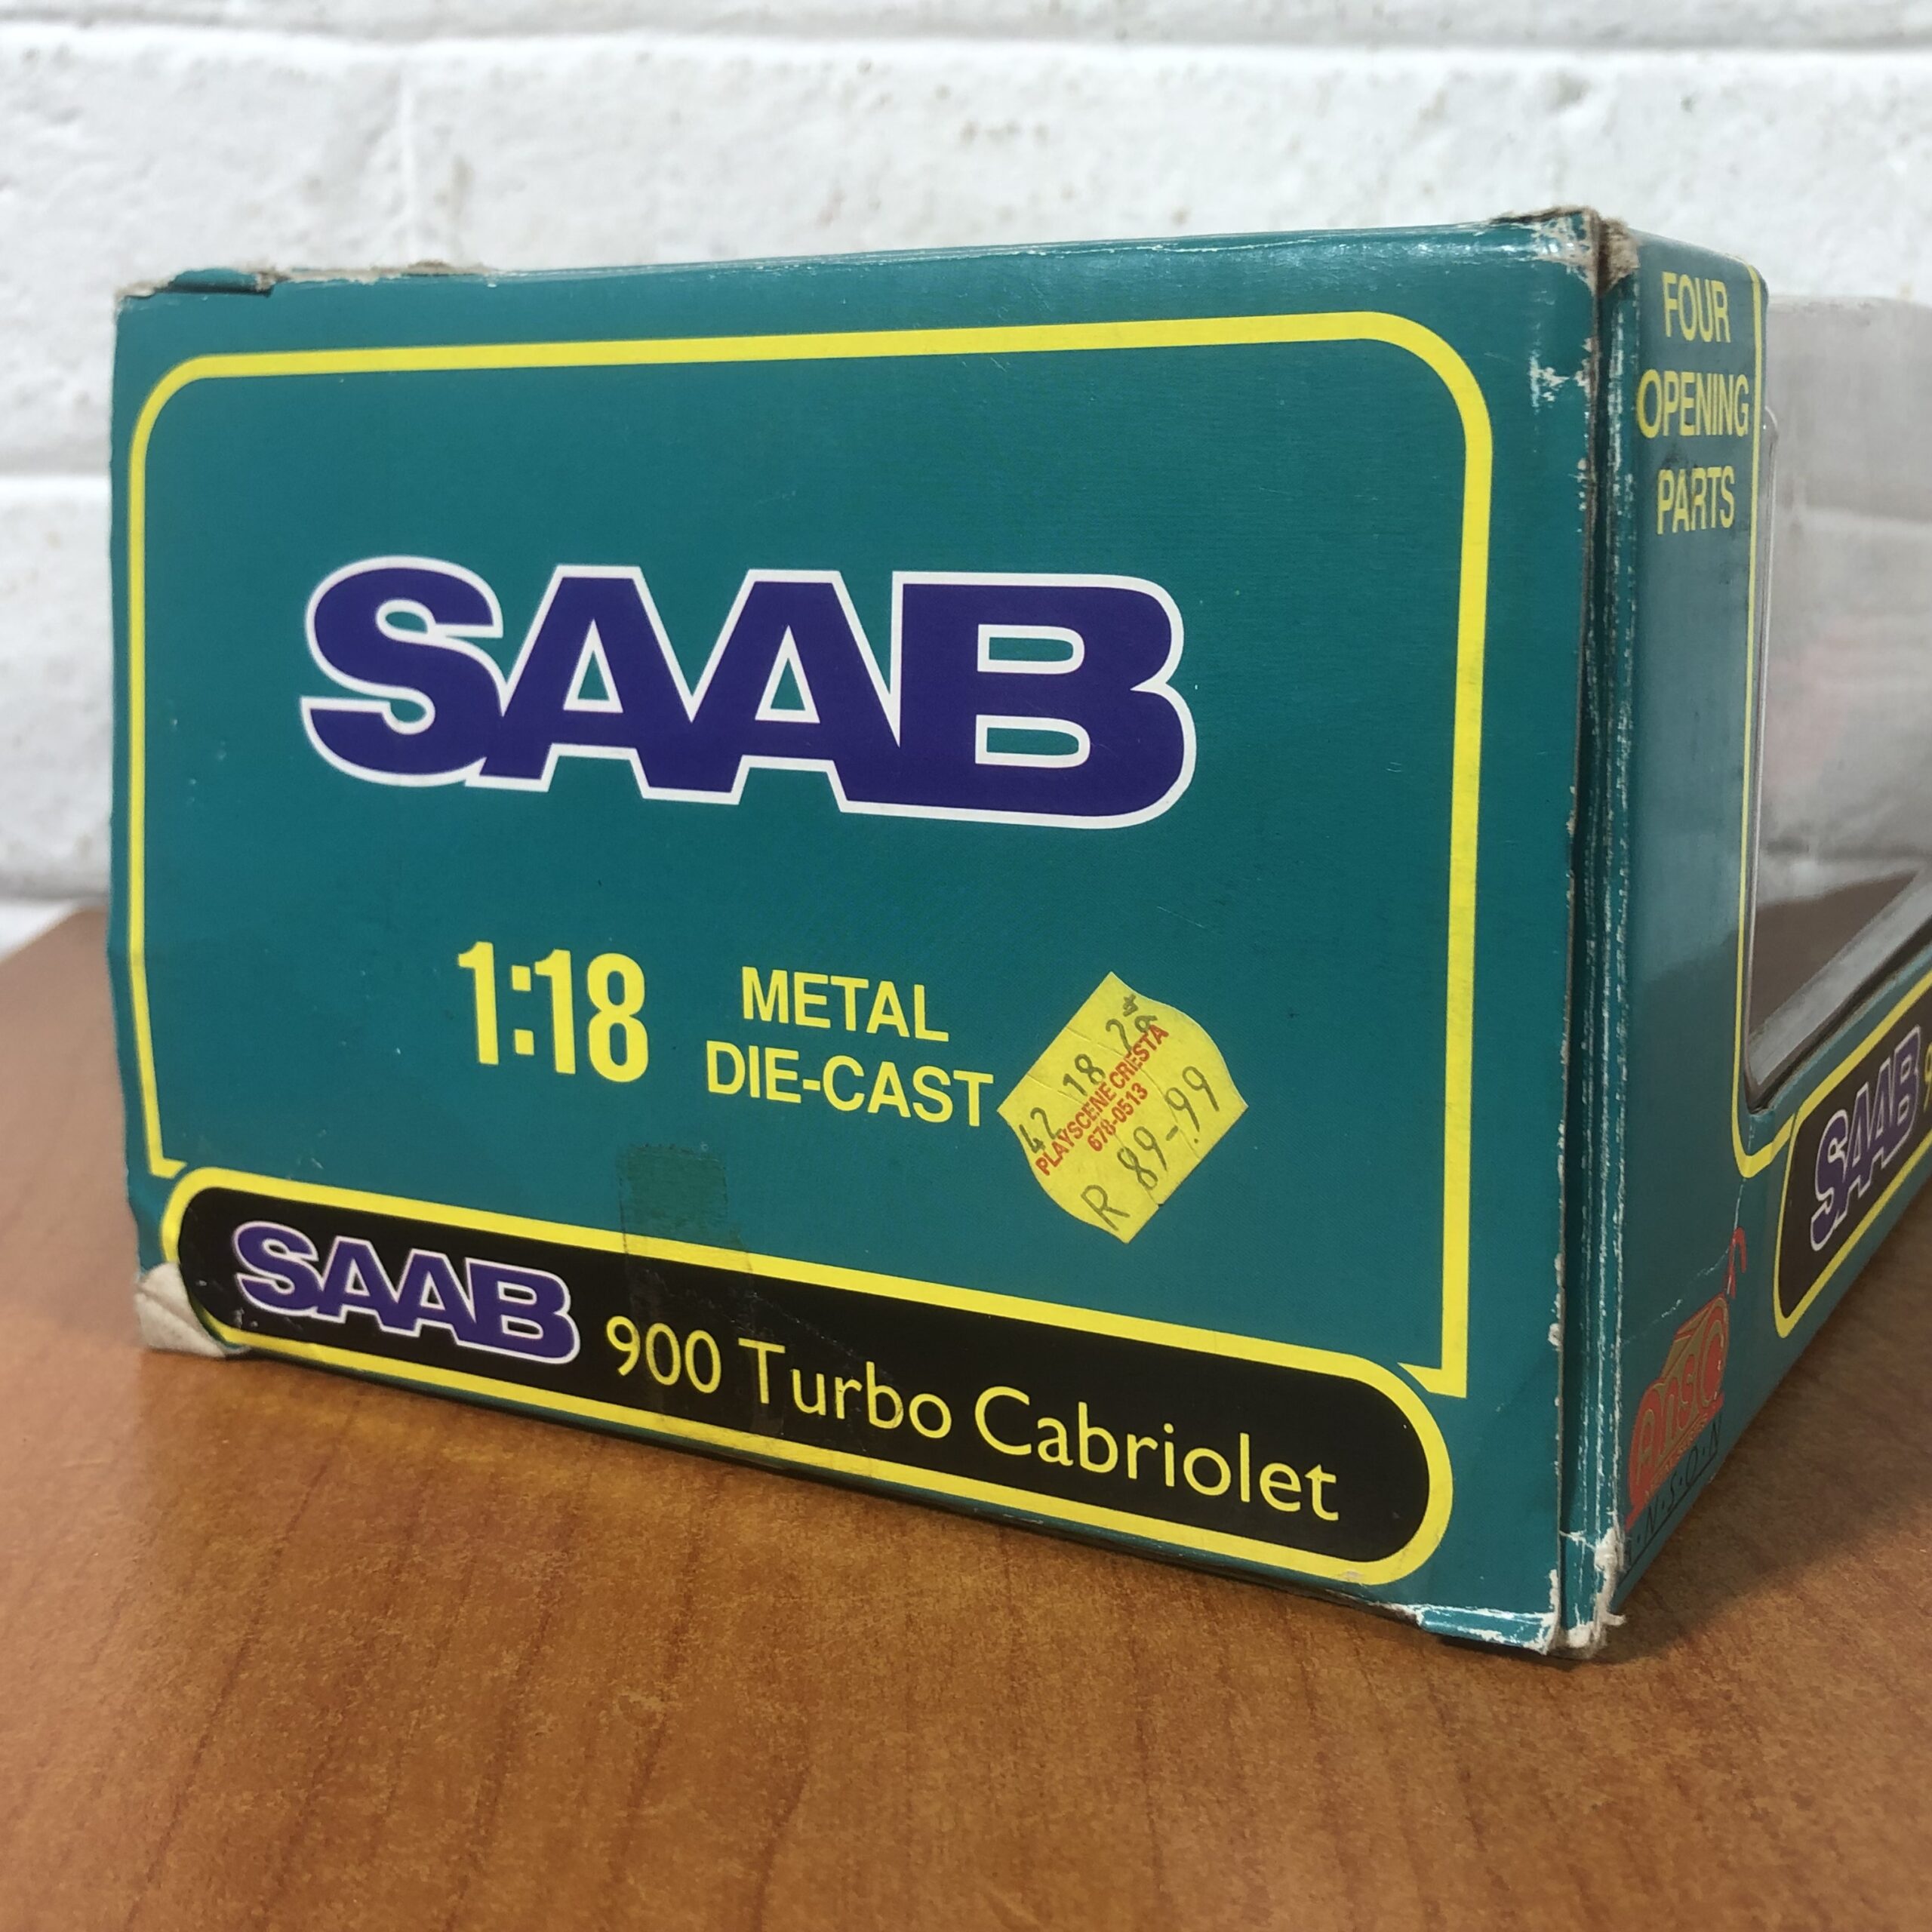 SAAB
1:18
METAL
DIE-CAST
42 18 2
PLAYSCENE CRESTA
678-0513
R 89-99
SAAB 900 Turbo Cabriolet
FOUR
OPENING
PARTS
SAAB